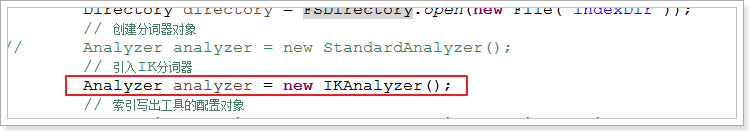 Directory directory = FSDirectory.open(new File("indexDir"));
// 创建分词器对象
// Analyzer analyzer = new StandardAnalyzer();
// 引入IK分词器
Analyzer analyzer = new IKAnalyzer();
// 索引写出工具的配置对象